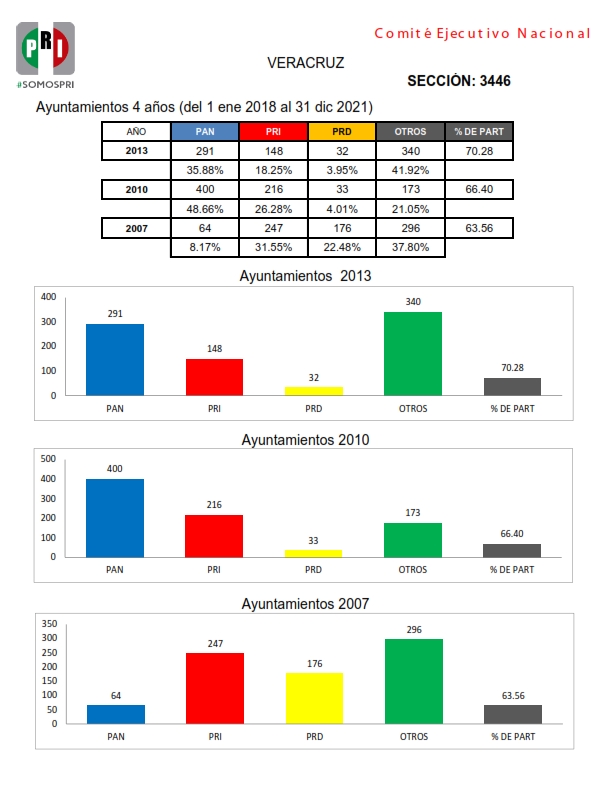 PRI
#SOMOSPRI
Comité Ejecutivo Nacional
VERACRUZ
SECCIÓN: 3446
Ayuntamientos 4 años (del 1 ene 2018 al 31 dic 2021)
AÑO PAN PRI PRD OTROS % DE PART
2013 291 148 32 340 70.28
35.88% 18.25% 3.95% 41.92%
2010 400 216 33 173 66.40
48.66% 26.28% 4.01% 21.05%
2007 64 247 176 296 63.56
8.17% 31.55% 22.48% 37.80%
Ayuntamientos 2013
400
300
200
100
0
291 148 32 340 70.28
PAN PRI PRD OTROS % DE PART
Ayuntamientos 2010
500
400
300
200
100
0
400 216 33 173 66.40
PAN PRI PRD OTROS % DE PART
Ayuntamientos 2007
350
300
250
200
150
100
50
0
64 247 176 296 63.56
PAN PRI PRD OTROS % DE PART